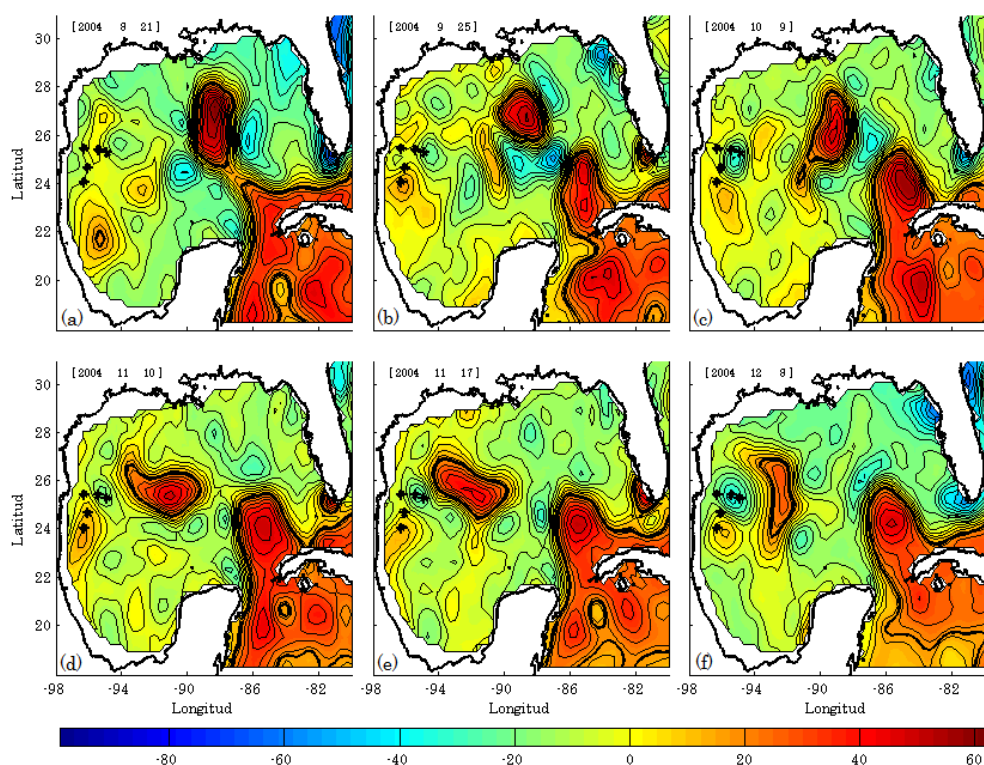 [2004 8 21]
[2004 9 25]
[2004 10 9]
30
28
26
24
22
20
Latitud
(a)
(b)
(c)
[2004 11 10]
[2004 11 17]
[2004 12 8]
30
28
26
24
22
20
Latitud
(d)
(e)
(f)
-98 -94 -90 -86 -82
-98 -94 -90 -86 -82
-98 -94 -90 -86 -82
Longitud
Longitud
Longitud
-80 -60 -40 -20 0 20 40 60